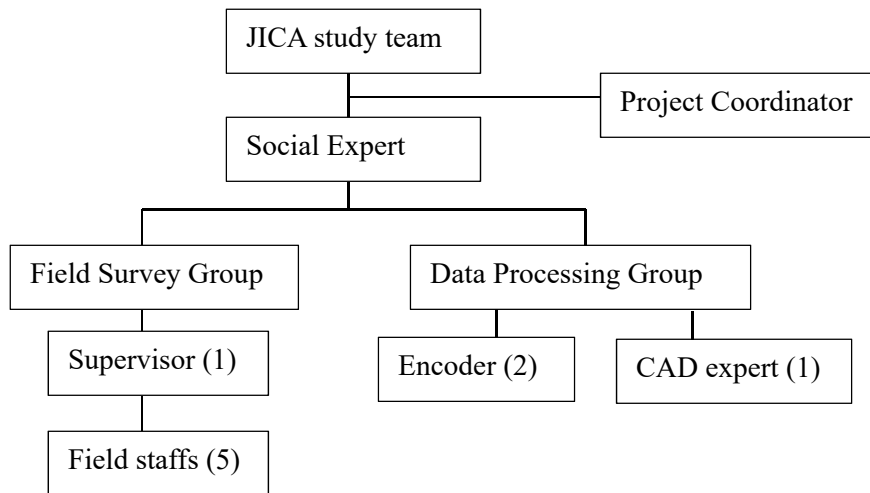 JICA study team
Project Coordinator
Social Expert
Field Survey Group
Data Processing Group
Supervisor (1)
Encoder (2)
CAD expert (1)
Field staffs (5)